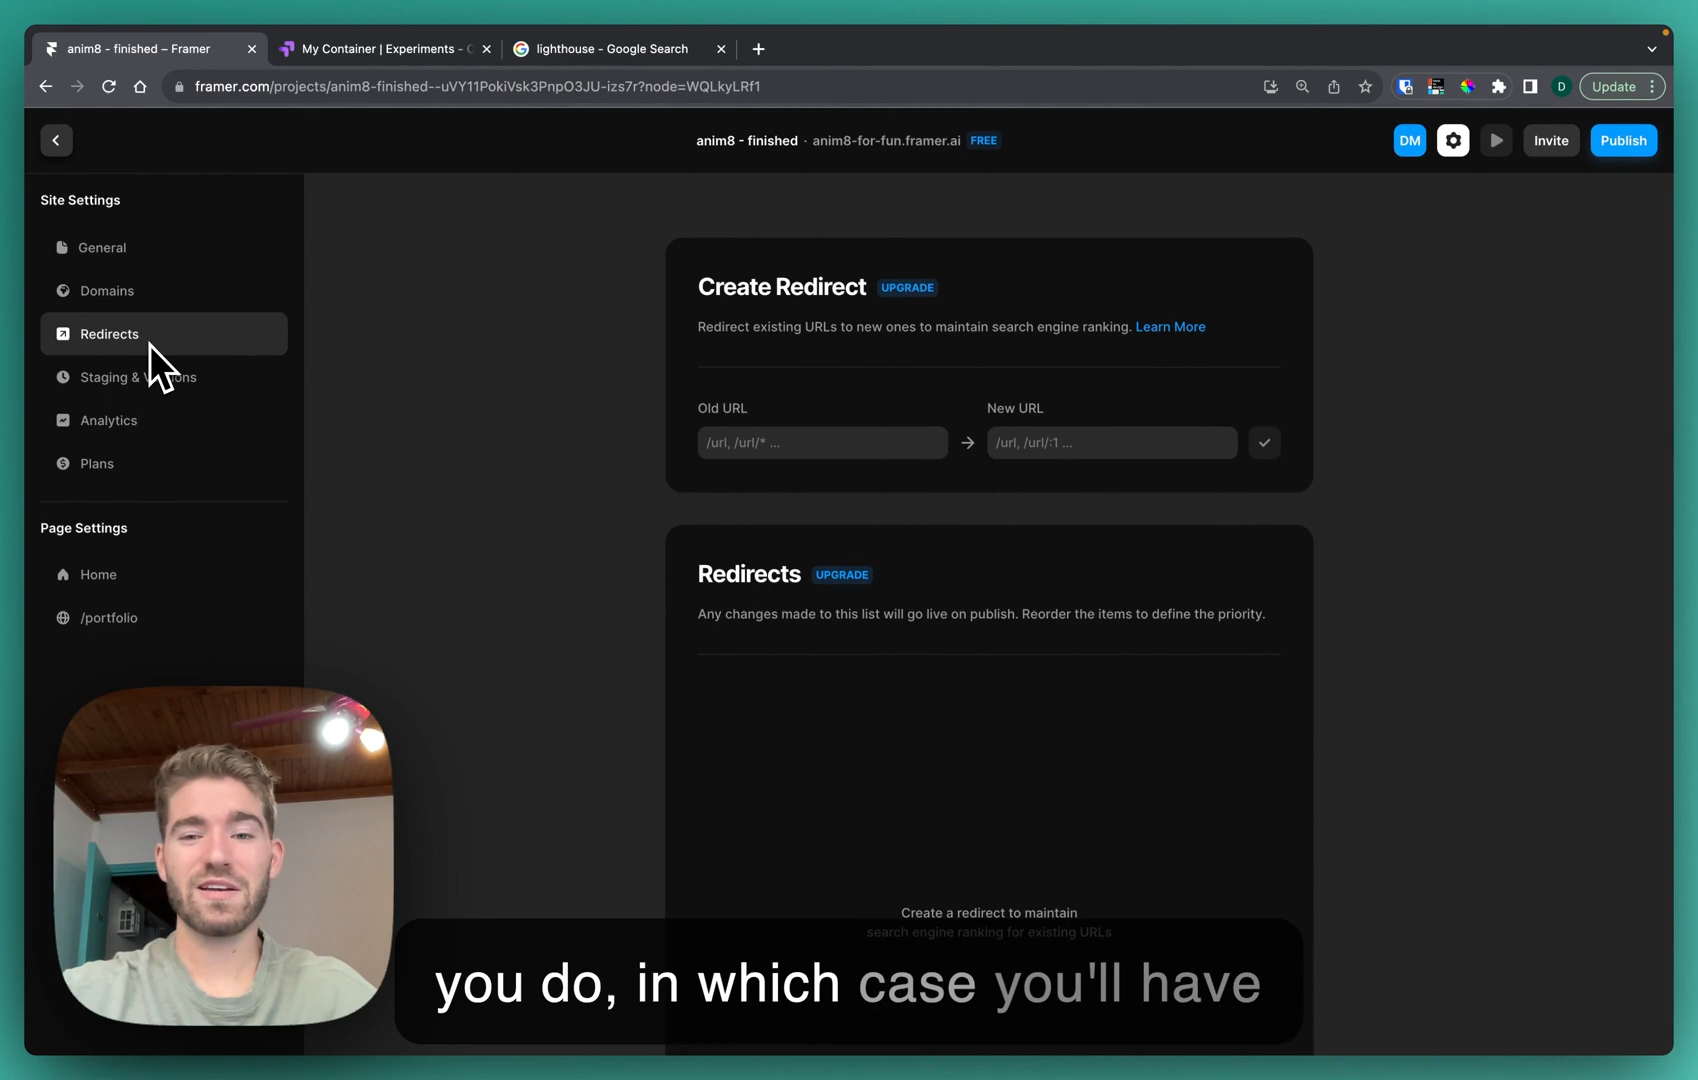 anim8 - finished – Framer
My Container | Experiments - C
lighthouse - Google Search
framer.com/projects/anim8-finished--uVY11PokiVsk3PnpO3JU-izs7r?node=WQLkyLRf1
D
Update
anim8 - finished · anim8-for-fun.framer.ai FREE
DM
Invite
Publish
Site Settings
General
Domains
Redirects
Staging &
Analytics
Plans
Page Settings
Home
/portfolio
Create Redirect UPGRADE
Redirect existing URLs to new ones to maintain search engine ranking. Learn More
Old URL
New URL
/url, /url/* ...
/url, /url/:1 ...
Redirects UPGRADE
Any changes made to this list will go live on publish. Reorder the items to define the priority.
Create a redirect to maintain
search engine ranking for existing URLs
you do, in which case you'll have